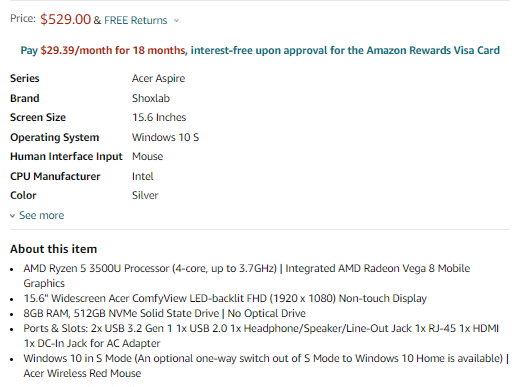 Price: $529.00 & FREE Returns
Pay $29.39/month for 18 months, interest-free upon approval for the Amazon Rewards Visa Card
Series Acer Aspire
Brand Shoxlab
Screen Size 15.6 Inches
Operating System Windows 10 S
Human Interface Input Mouse
CPU Manufacturer Intel
Color Silver
See more
About this item
• AMD Ryzen 5 3500U Processor (4-core, up to 3.7GHz) | Integrated AMD Radeon Vega 8 Mobile
Graphics
• 15.6" Widescreen Acer ComfyView LED-backlit FHD (1920 x 1080) Non-touch Display
• 8GB RAM, 512GB NVMe Solid State Drive | No Optical Drive
• Ports & Slots: 2x USB 3.2 Gen 1 1x USB 2.0 1x Headphone/Speaker/Line-Out Jack 1x RJ-45 1x HDMI
1x DC-In Jack for AC Adapter
• Windows 10 in S Mode (An optional one-way switch out of S Mode to Windows 10 Home is available) |
Acer Wireless Red Mouse